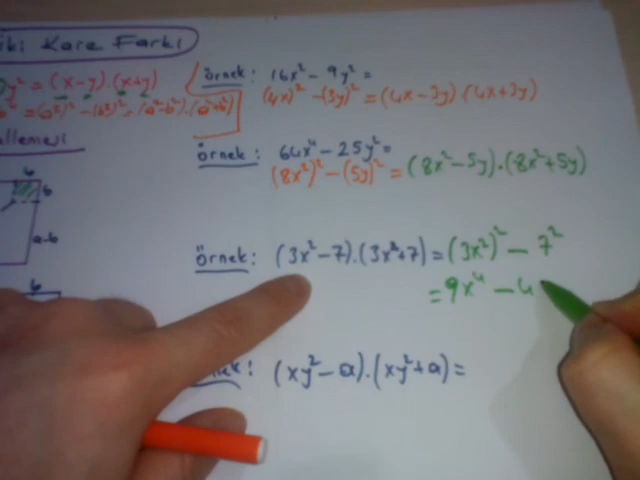 İki Kare Farkı
y² = (x-y).(x+y)
(a²)² - (b²)² = (a²-b²).(a²+b²)
örnek: 16x² - 9y² =
(4x)² - (3y)² = (4x-3y).(4x+3y)
örnek: 64x⁴ - 25y² =
(8x²)² - (5y)² = (8x²-5y).(8x²+5y)
b
b
a-b
b
örnek: (3x²-7).(3x²+7) = (3x²)² - 7²
= 9x⁴ - 4
(xy²-a).(xy²+a) =